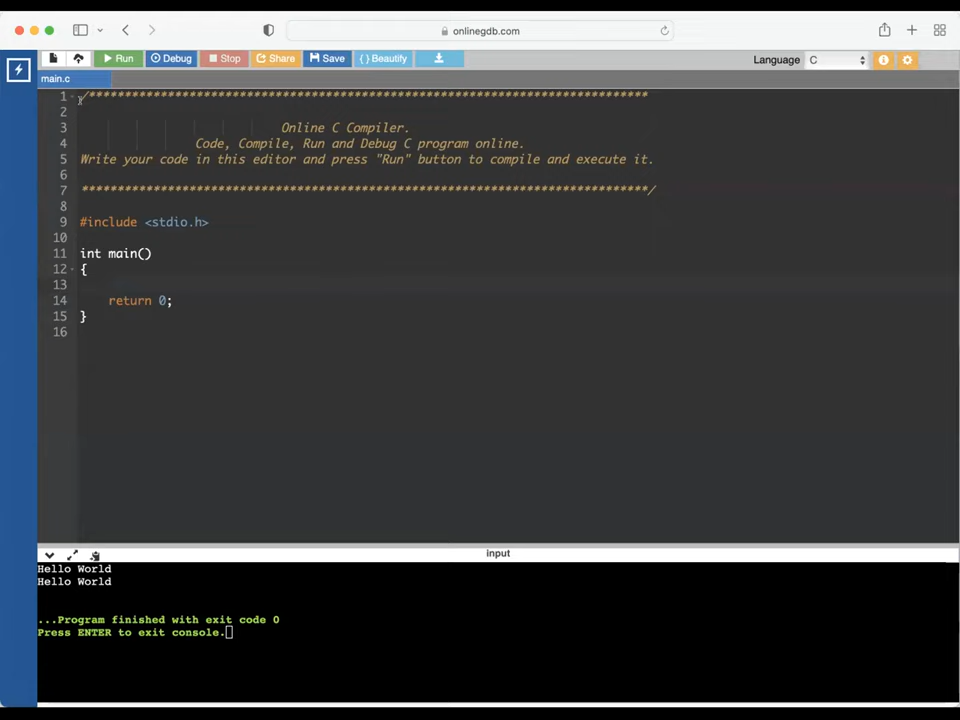 onlinegdb.com
Run Debug Stop Share Save { } Beautify Language C
main.c
1 /******************************************************************************
2
3 Online C Compiler.
4 Code, Compile, Run and Debug C program online.
5 Write your code in this editor and press "Run" button to compile and execute it.
6
7 *******************************************************************************/
8
9 #include <stdio.h>
10
11 int main()
12 {
13
14 return 0;
15 }
16
input
Hello World
Hello World
...Program finished with exit code 0
Press ENTER to exit console.